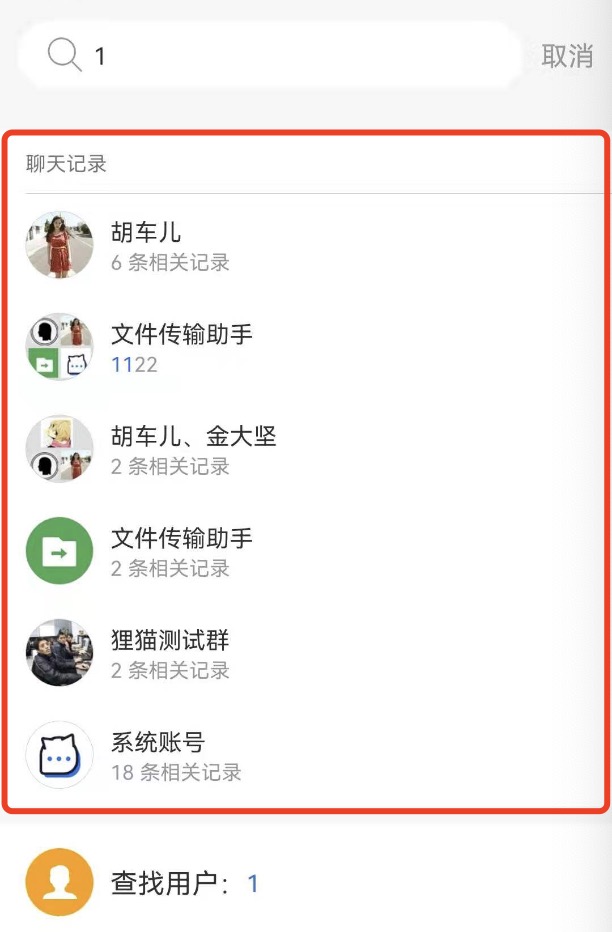 1
取消
聊天记录
胡车儿
6 条相关记录
文件传输助手
1122
胡车儿、金大坚
2 条相关记录
文件传输助手
2 条相关记录
狸猫测试群
2 条相关记录
系统账号
18 条相关记录
查找用户：1